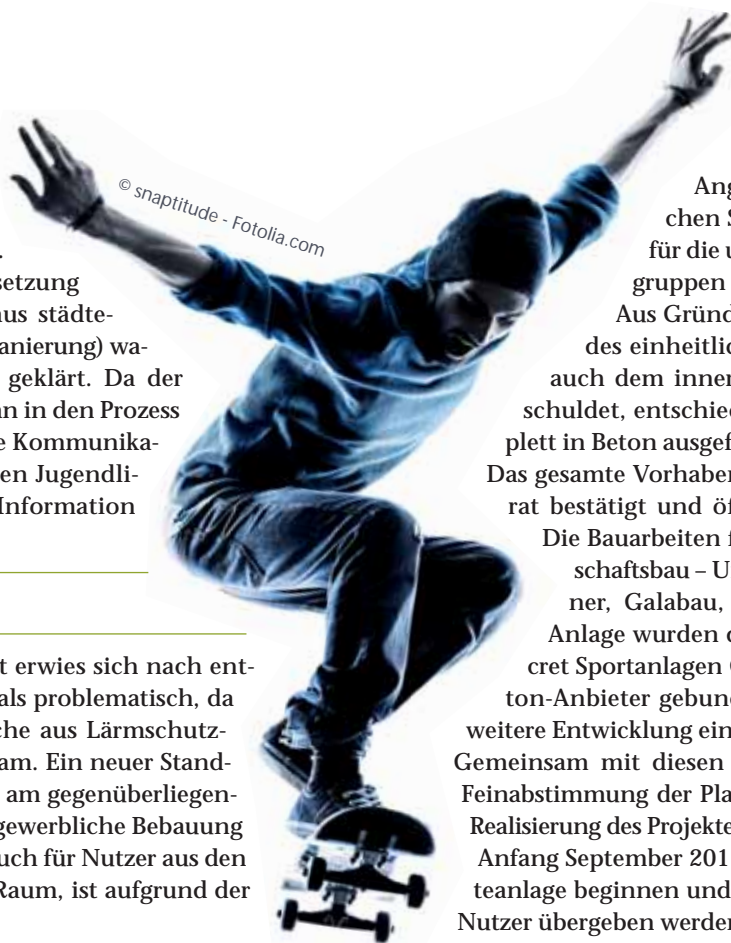 © snaptitude - Fotolia.com
.
setzung
aus städte-
anierung) wa-
geklärt. Da der
n in den Prozess
e Kommunika-
en Jugendli-
Information
t erwies sich nach ent-
als problematisch, da
che aus Lärmschutz-
am. Ein neuer Stand-
am gegenüberliegen-
gewerbliche Bebauung
uch für Nutzer aus den
Raum, ist aufgrund der
Ang
chen S
für die u
gruppen
Aus Gründ
des einheitlic
auch dem inner
schuldet, entschied
plett in Beton ausgef
Das gesamte Vorhaben
rat bestätigt und öf
Die Bauarbeiten f
schaftsbau – U
ner, Galabau,
Anlage wurden d
cret Sportanlagen
ton-Anbieter gebun
weitere Entwicklung ein
Gemeinsam mit diesen
Feinabstimmung der Pla
Realisierung des Projekte
Anfang September 201
teanlage beginnen und
Nutzer übergeben werden